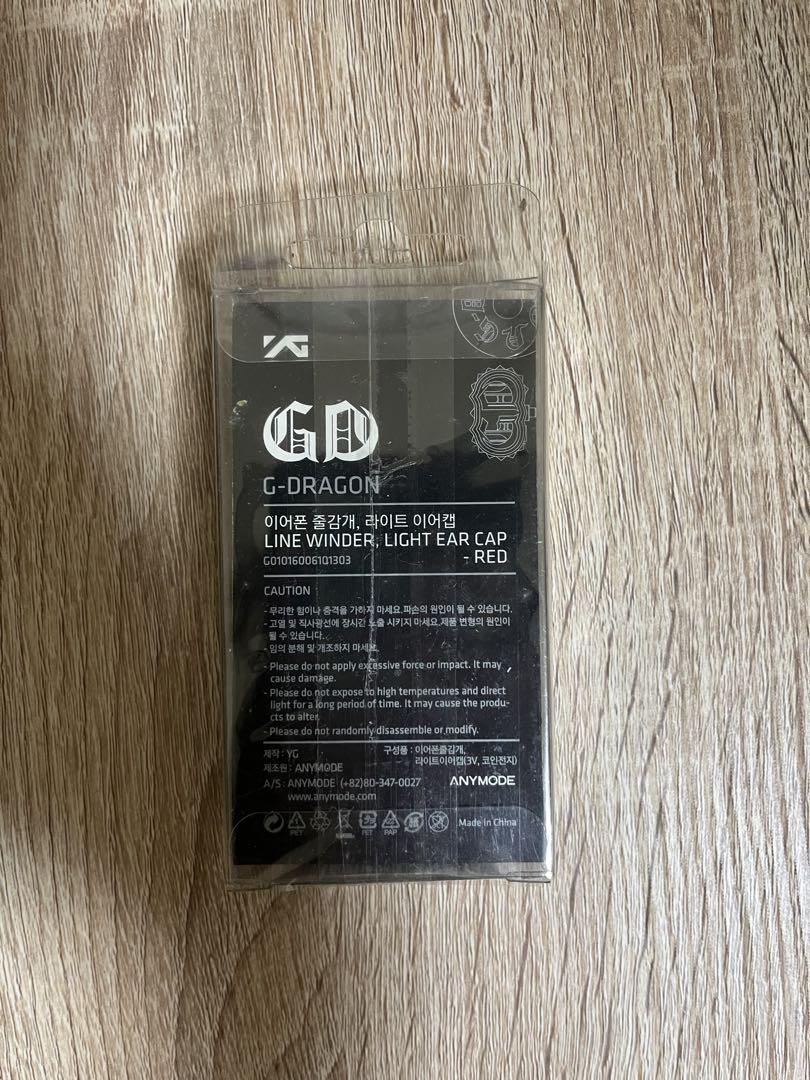 YG
GD
GD
G-DRAGON
이어폰 줄감개, 라이트 이어캡
LINE WINDER, LIGHT EAR CAP
- RED
G01016006101303
CAUTION
- 무리한 힘이나 충격을 가하지 마세요.파손의 원인이 될 수 있습니다.
- 고열 및 직사광선에 장시간 노출 시키지 마세요.제품 변형의 원인이
될 수 있습니다.
- 임의 분해 및 개조하지 마세요.
- Please do not apply excessive force or impact. It may
cause damage.
- Please do not expose to high temperatures and direct
light for a long period of time. It may cause the produ-
cts to alter.
- Please do not randomly disassemble or modify.
제작 : YG
제조원 : ANYMODE
A/S : ANYMODE (+82)80-347-0027
www.anymode.com
구성품 : 이어폰줄감개,
라이트이어캡(3V, 코인전지)
ANYMODE
PET
PET
PAP
Made in China